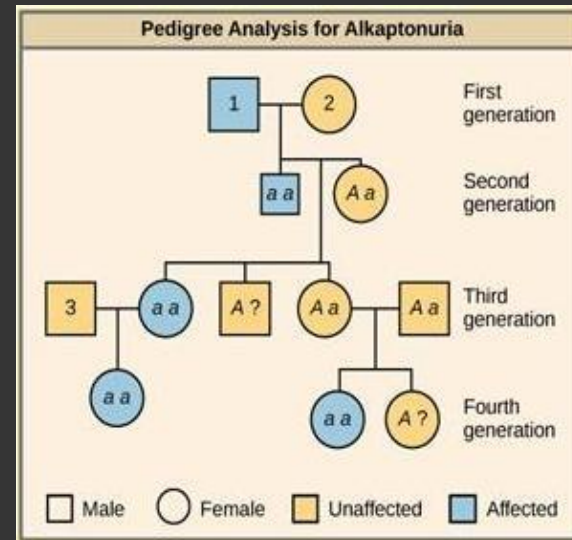 Pedigree Analysis for Alkaptonuria
1 2 First
generation
a a A a Second
generation
3 a a A ? A a A a Third
generation
a a a a A ? Fourth
generation
Male Female Unaffected Affected